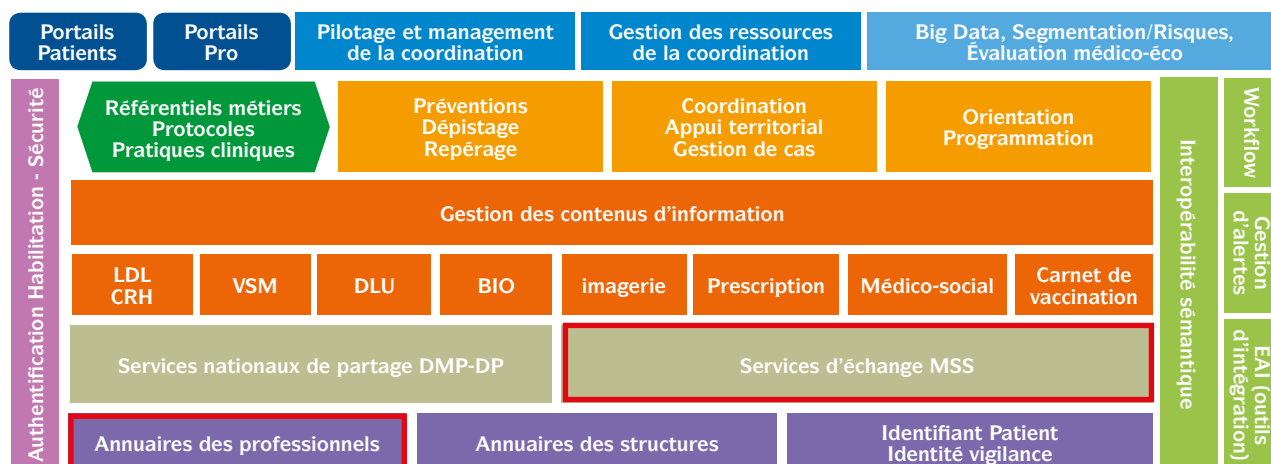 Portails
Patients
Portails
Pro
Pilotage et management
de la coordination
Gestion des ressources
de la coordination
Big Data, Segmentation/Risques,
Évaluation médico-éco
Authentification Habilitation - Sécurité
Référentiels métiers
Protocoles
Pratiques cliniques
Préventions
Dépistage
Repérage
Coordination
Appui territorial
Gestion de cas
Orientation
Programmation
Interopérabilité sémantique
Workflow
Gestion
d'alertes
EAI (outils
d'intégration)
Gestion des contenus d'information
LDL
CRH
VSM
DLU
BIO
imagerie
Prescription
Médico-social
Carnet de
vaccination
Services nationaux de partage DMP-DP
Services d'échange MSS
Annuaires des professionnels
Annuaires des structures
Identifiant Patient
Identité vigilance